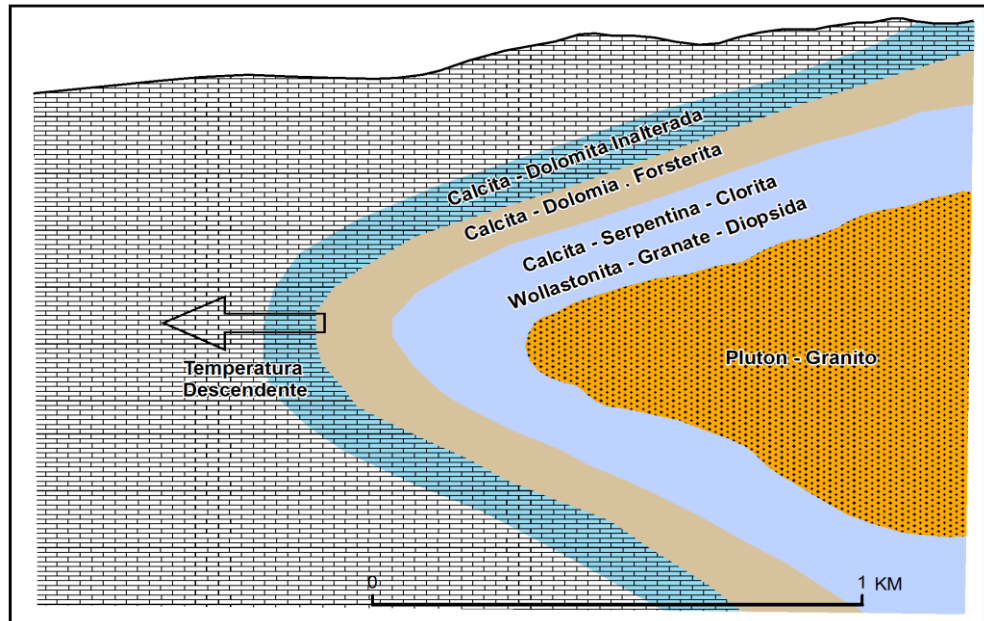 Calcita - Dolomita Inalterada
Calcita - Dolomia . Forsterita
Calcita - Serpentina - Clorita
Wollastonita - Granate - Diopsida
Pluton - Granito
Temperatura
Descendente
0 1 KM